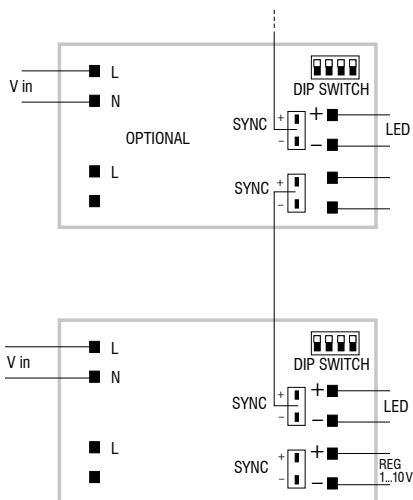 L
DIP SWITCH
V in
N
SYNC + + LED
− −
OPTIONAL
L
SYNC +
−
L
DIP SWITCH
V in
N
SYNC + + LED
− −
L
SYNC + + REG
− − 1...10V